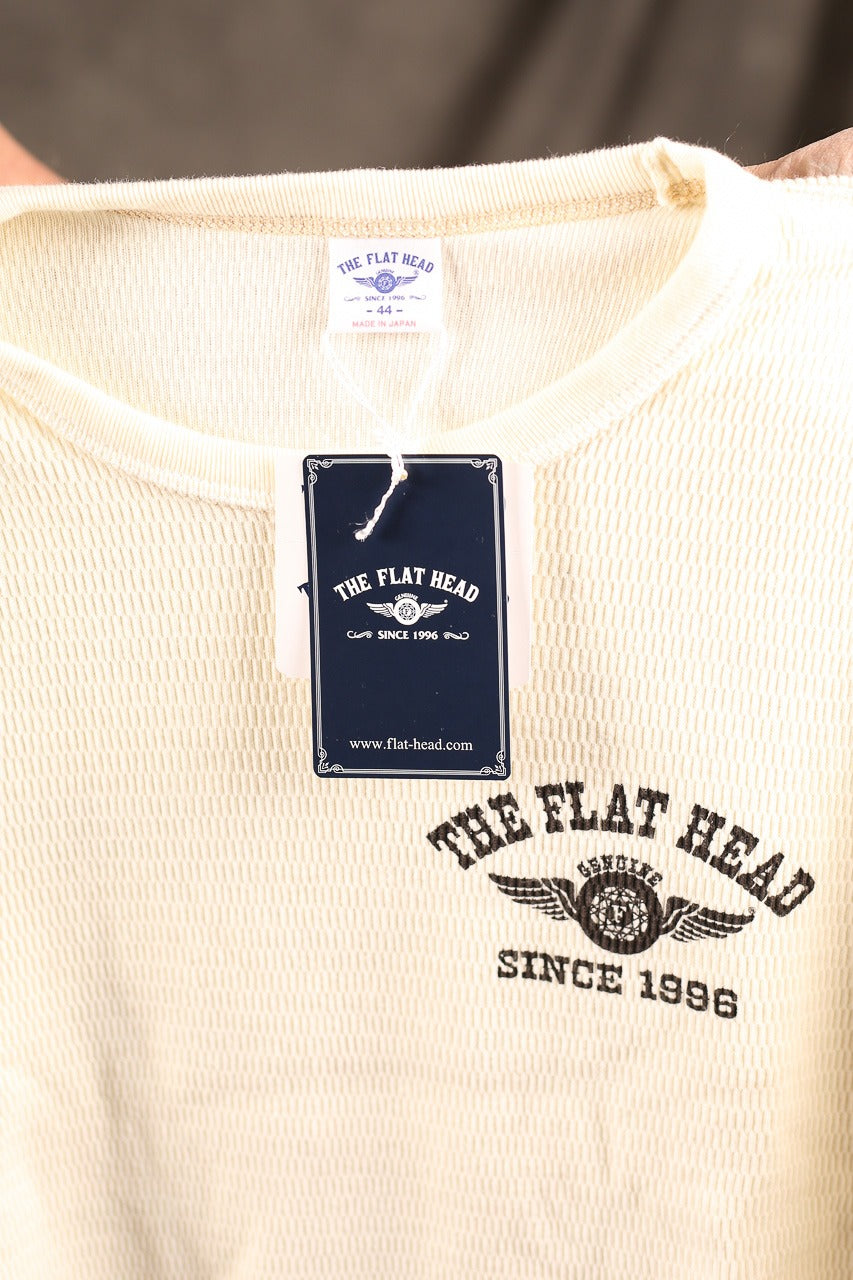 THE FLAT HEAD
GENUINE
SINCE 1996
- 44 -
MADE IN JAPAN
THE FLAT HEAD
GENUINE
F
SINCE 1996
www.flat-head.com
THE FLAT HEAD
GENUINE
F
SINCE 1996